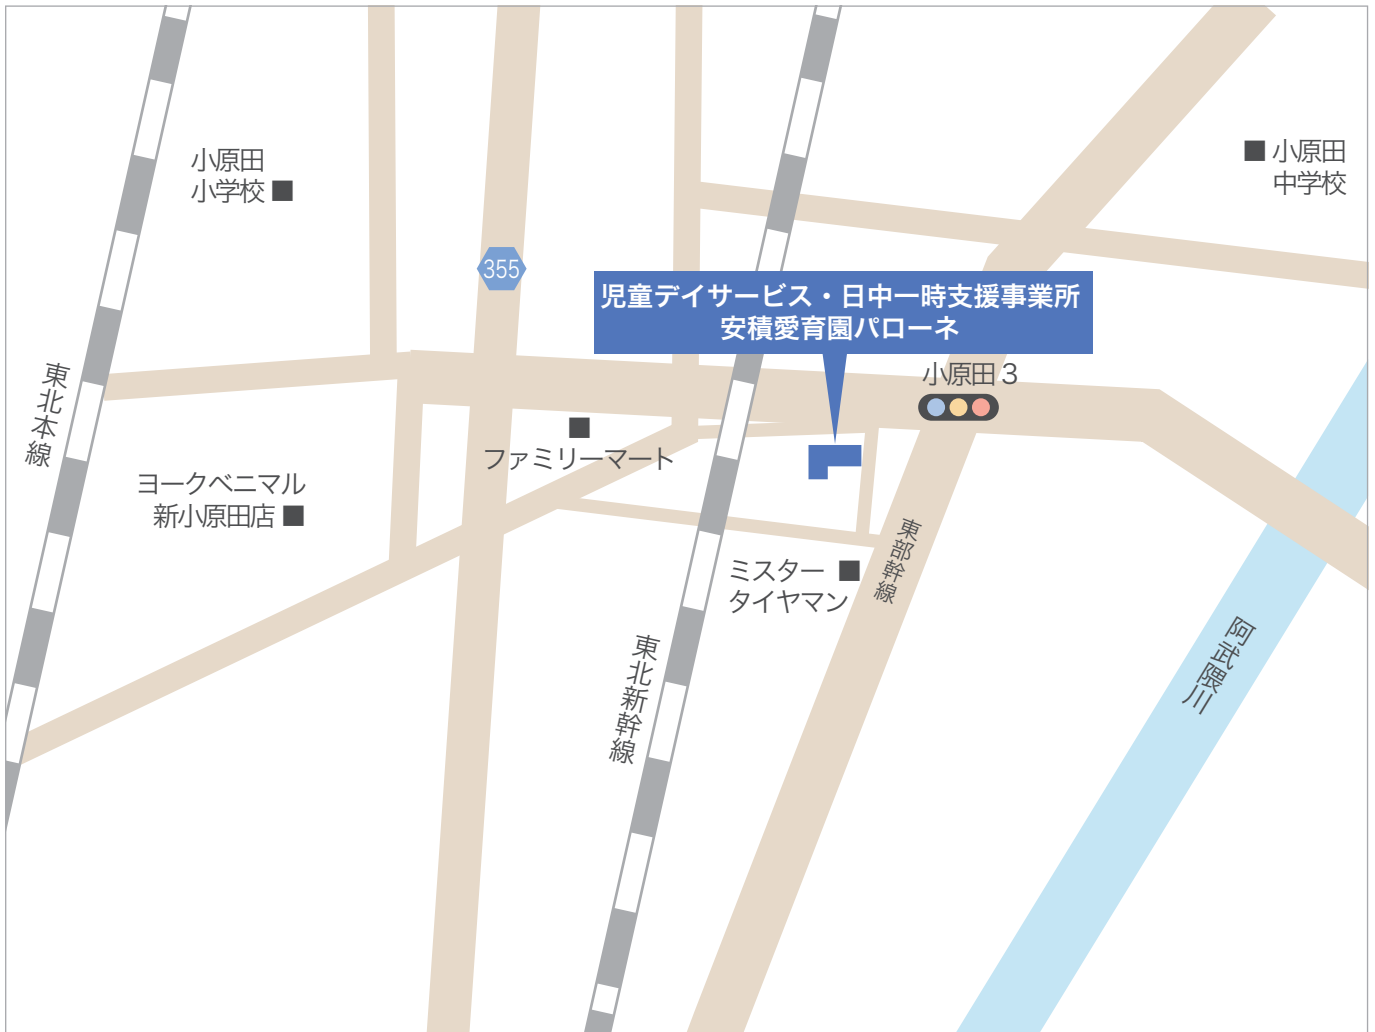 小原田
小学校
小原田
中学校
355
児童デイサービス・日中一時支援事業所
安積愛育園パローネ
小原田３
東北本線
ファミリーマート
ヨークベニマル
新小原田店
東部幹線
ミスター
タイヤマン
東北新幹線
阿武隈川